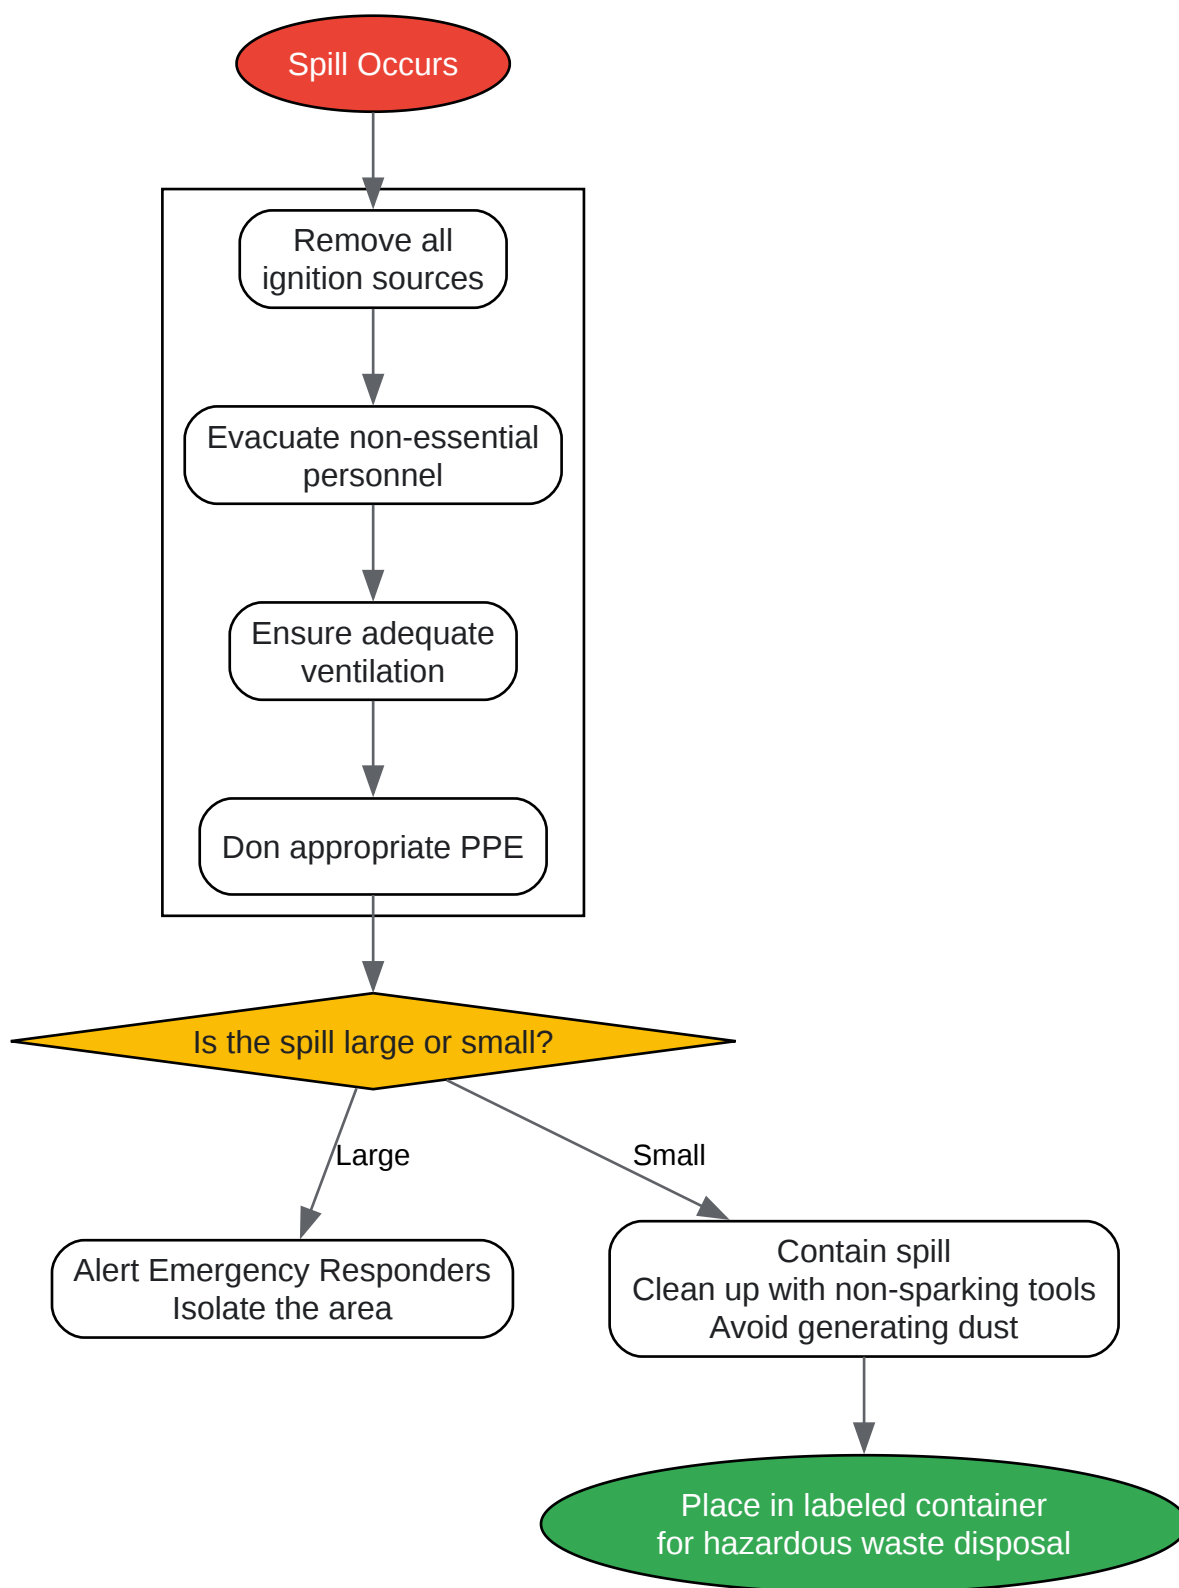 Spill Occurs
Remove all
ignition sources
Evacuate non-essential
personnel
Ensure adequate
ventilation
Don appropriate PPE
Is the spill large or small?
Large
Small
Alert Emergency Responders
Isolate the area
Contain spill
Clean up with non-sparking tools
Avoid generating dust
Place in labeled container
for hazardous waste disposal